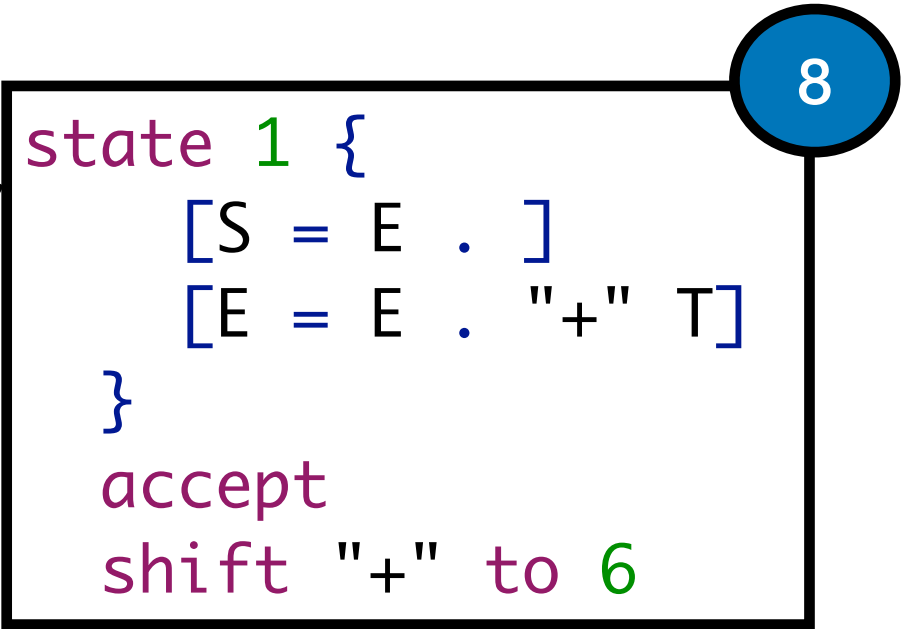 8
state 1 {
[S = E . ]
[E = E . "+" T]
}
accept
shift "+" to 6